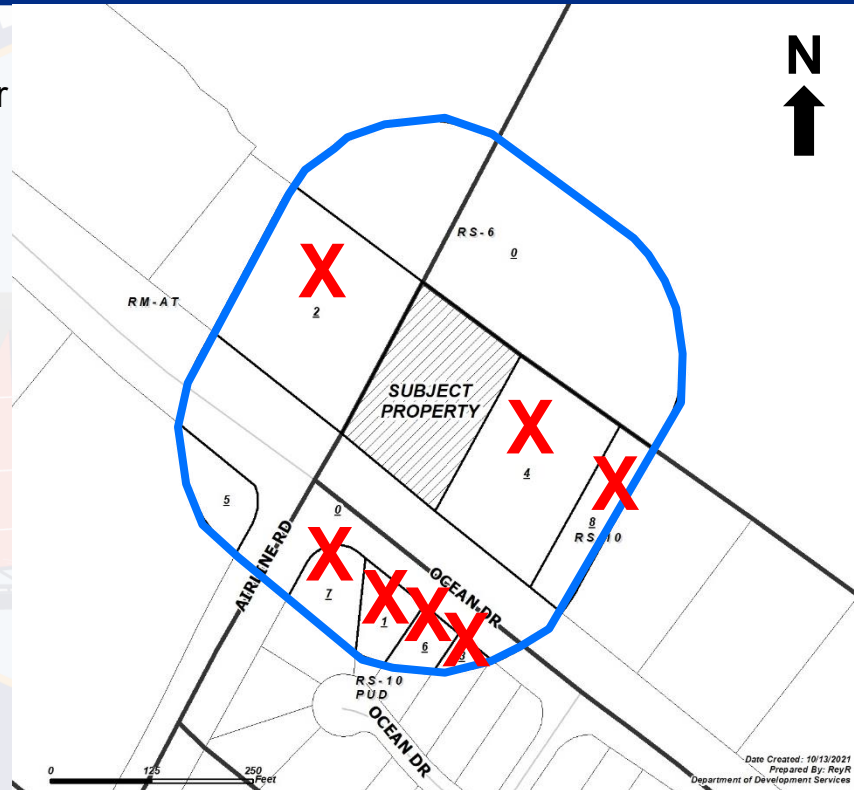 r
N
RS-6
0
RM-AT
X
2
SUBJECT
PROPERTY
X
4
X
8
RS-10
5
0
AIRLINE RD
OCEAN DR
X
7
X
1
X
6
X
3
RS-10
PUD
OCEAN DR
0 125 250
Feet
Date Created: 10/13/2021
Prepared By: ReyR
Department of Development Services